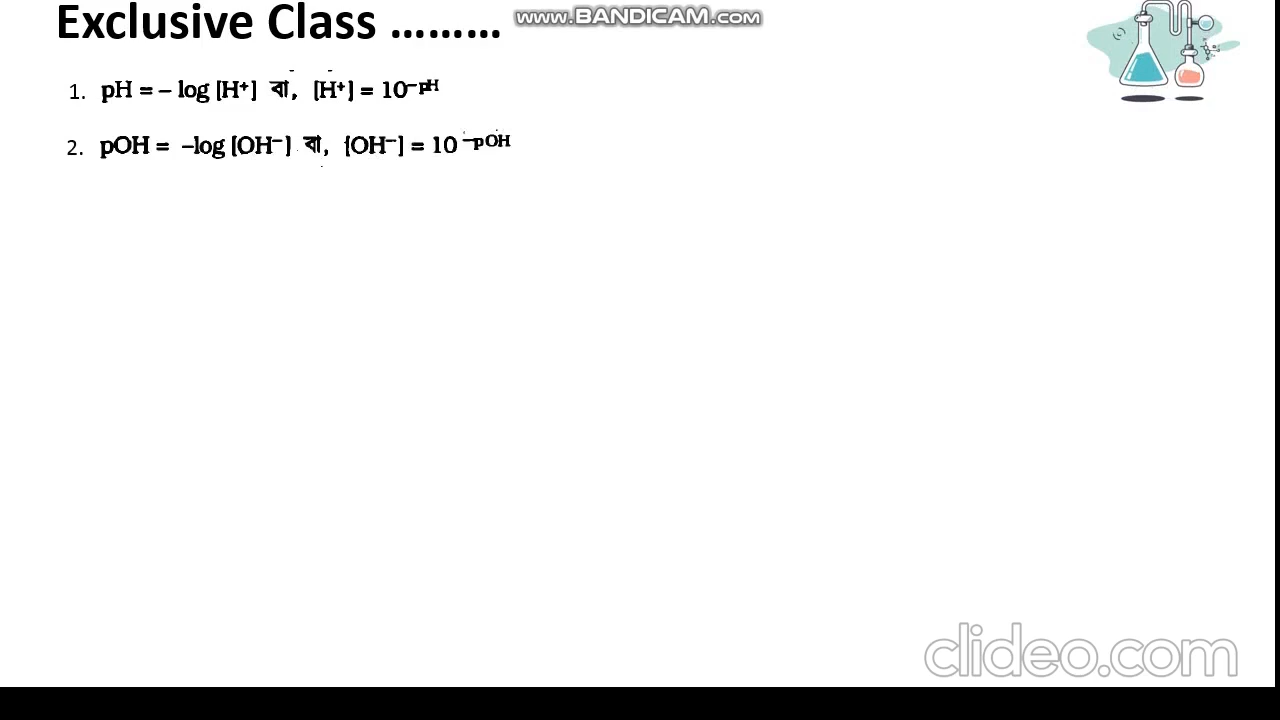 www.BANDICAM.com
Exclusive Class ………
1. pH = – log [H⁺] বা, [H⁺] = 10⁻ ᵖᴴ
2. pOH = –log [OH⁻] বা, [OH⁻] = 10 ⁻ᵖᴼᴴ
clideo.com